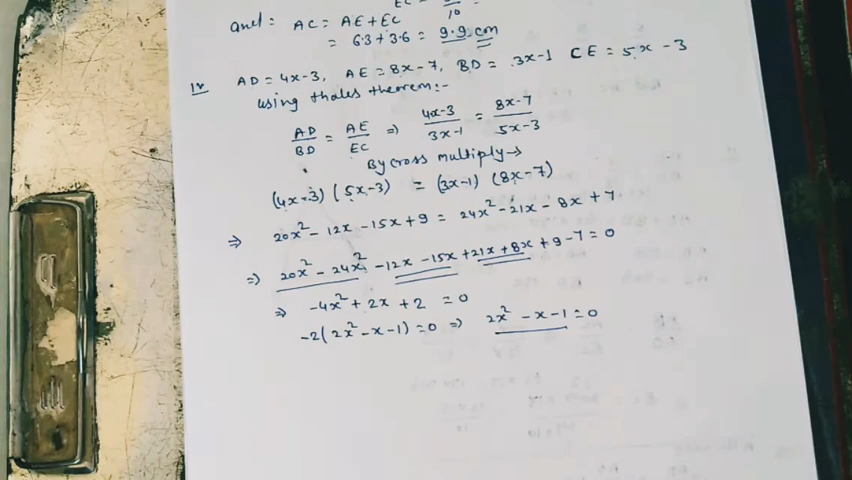 EC =
10
and: AC = AE + EC
= 6.3 + 3.6 = 9.9 cm
iv AD = 4x-3, AE = 8x-7, BD = 3x-1 CE = 5x-3
using thales theorem:-
AD/BD = AE/EC ⇒ 4x-3/3x-1 = 8x-7/5x-3
By cross multiply→
(4x-3)(5x-3) = (3x-1)(8x-7)
⇒ 20x² - 12x - 15x + 9 = 24x² - 21x - 8x + 7
⇒ 20x² - 24x² - 12x - 15x + 21x + 8x + 9 - 7 = 0
⇒ -4x² + 2x + 2 = 0
-2(2x² - x - 1) = 0 ⇒ 2x² - x - 1 = 0